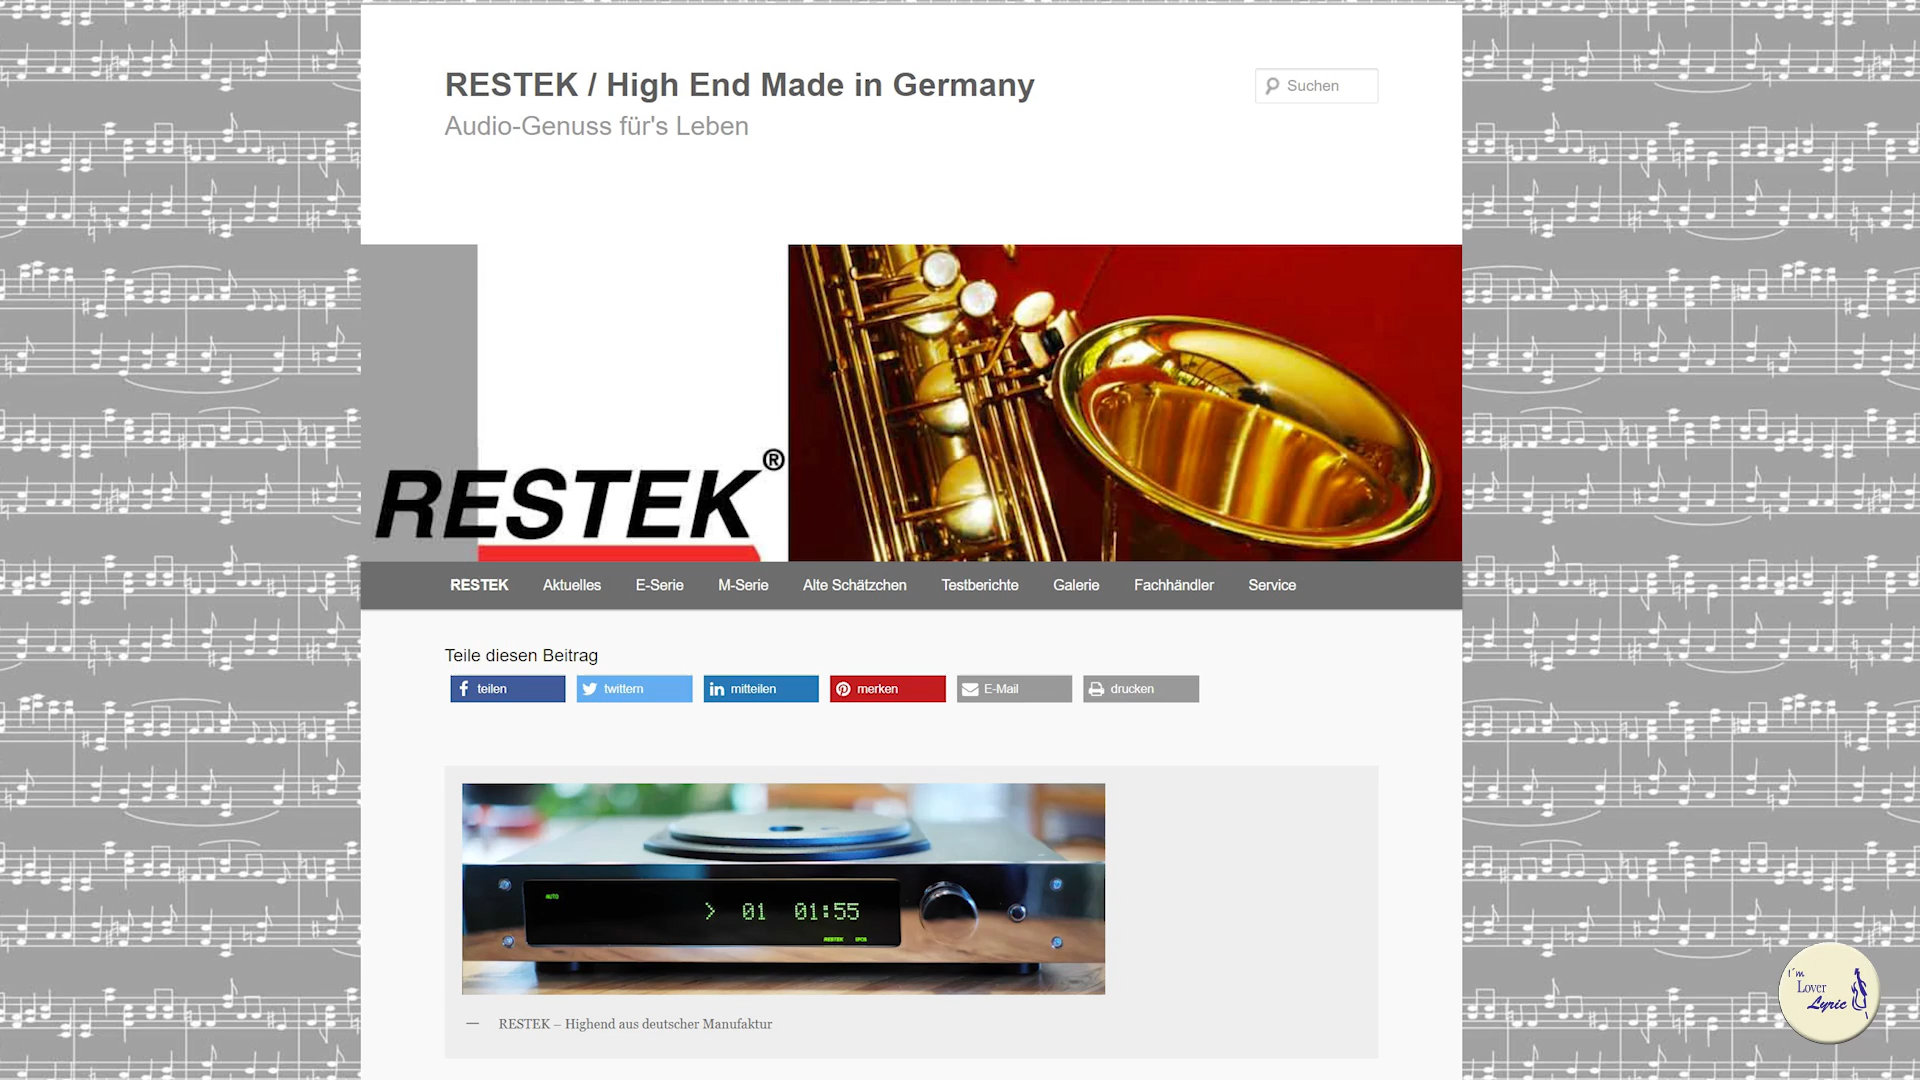 RESTEK / High End Made in Germany
Audio-Genuss für's Leben
Suchen
RESTEK®
RESTEK Aktuelles E-Serie M-Serie Alte Schätzchen Testberichte Galerie Fachhändler Service
Teile diesen Beitrag
teilen twittern mitteilen merken E-Mail drucken
AUTO
> 01 01:55
RESTEK EPOS
— RESTEK – Highend aus deutscher Manufaktur
I´m
Lover
Lyric